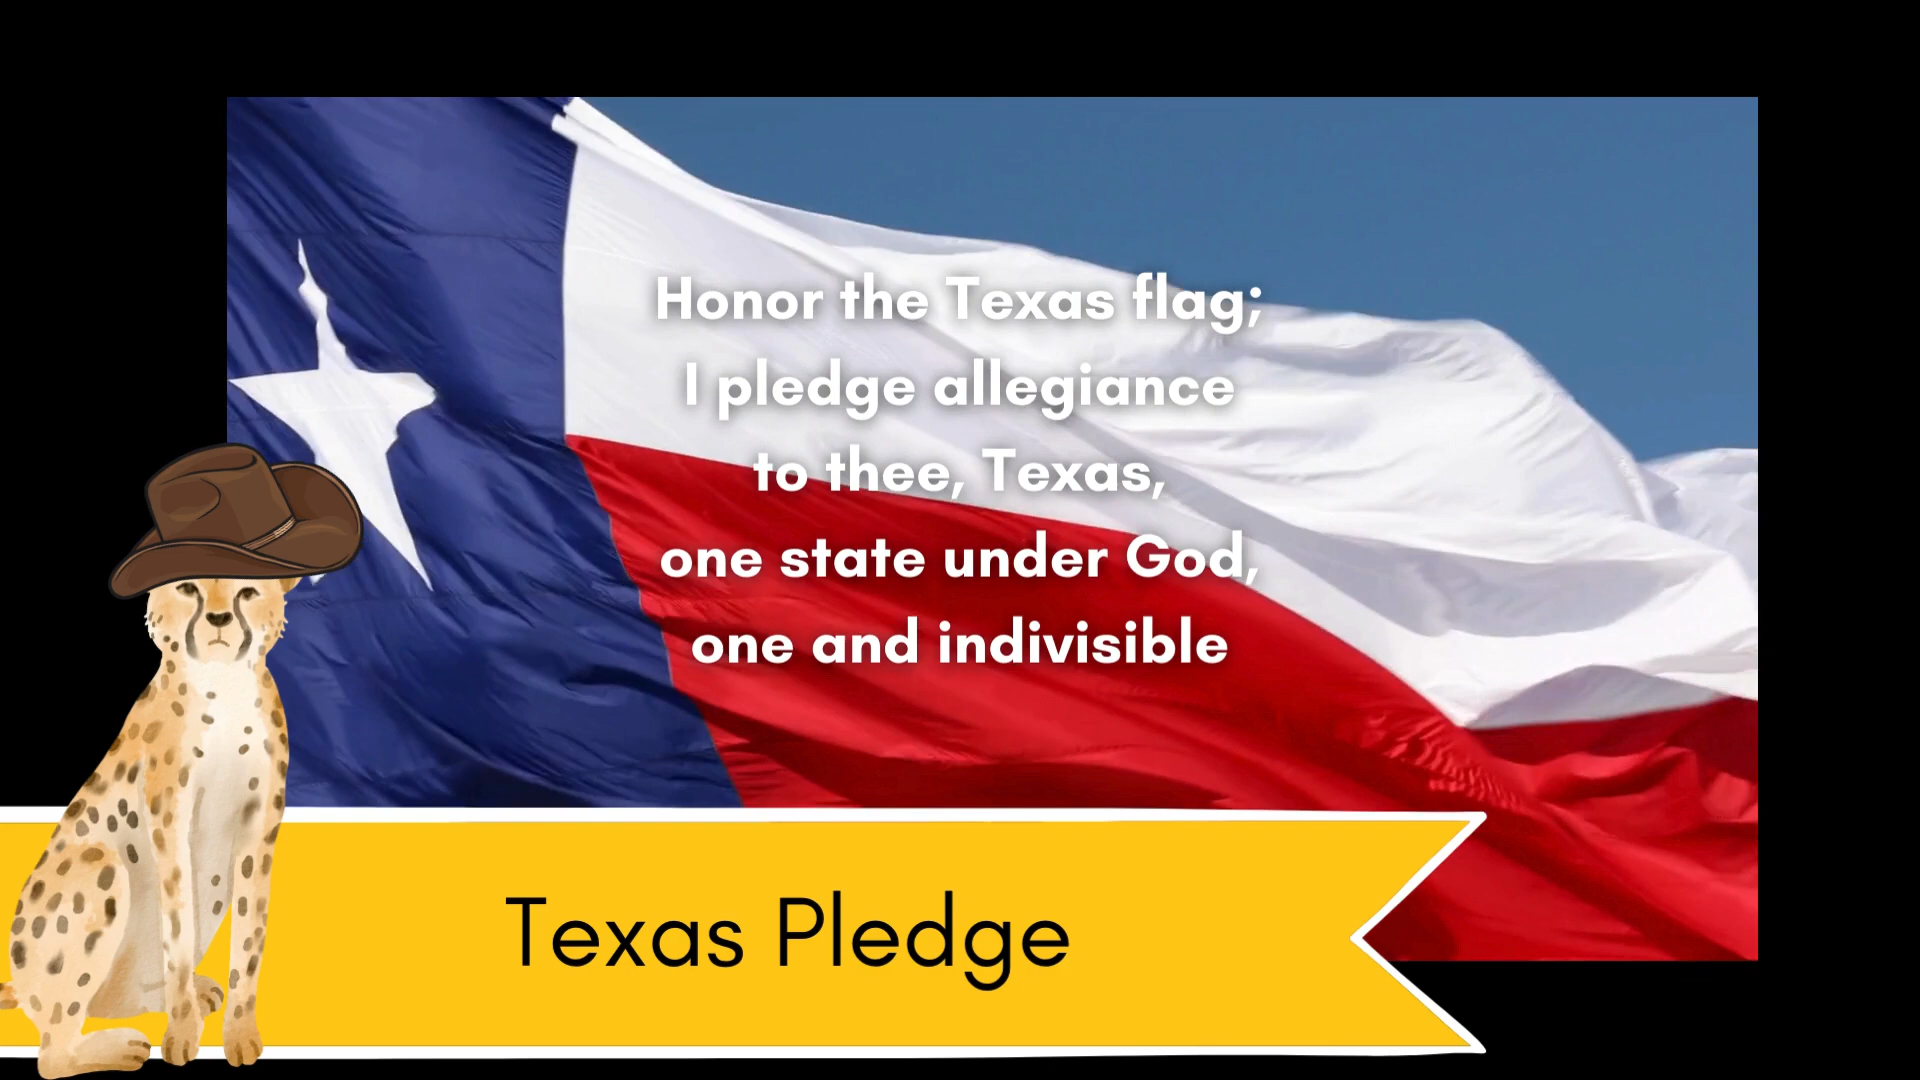 Honor the Texas flag;
I pledge allegiance
to thee, Texas,
one state under God,
one and indivisible
Texas Pledge